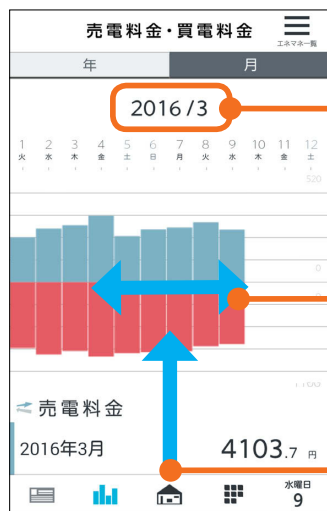 売電料金・買電料金
エネマネ一覧
年 月
2016/3
1 2 3 4 5 6 7 8 9 10 11 12
火 水 木 金 土 日 月 火 水 木 金 土
520
0
1100
売電料金
2016年3月 4103.7 円
水曜日
9